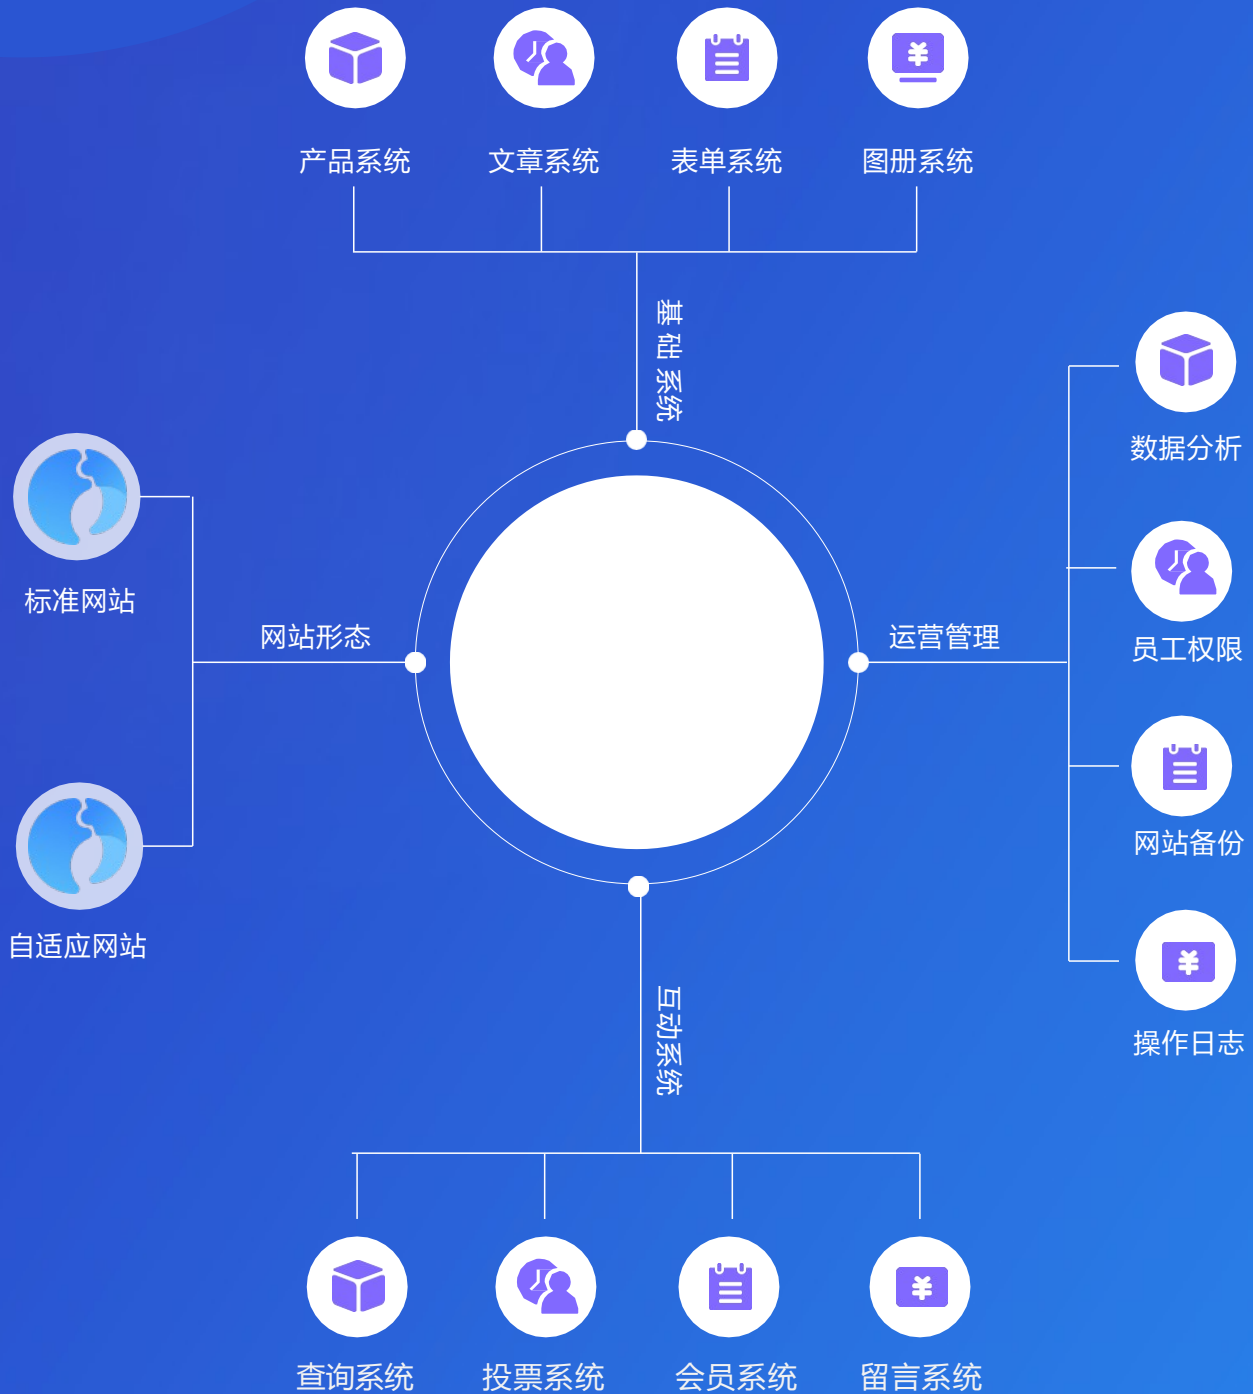 产品系统
文章系统
表单系统
图册系统
基础系统
数据分析
标准网站
网站形态
运营管理
员工权限
网站备份
自适应网站
互动系统
操作日志
查询系统
投票系统
会员系统
留言系统